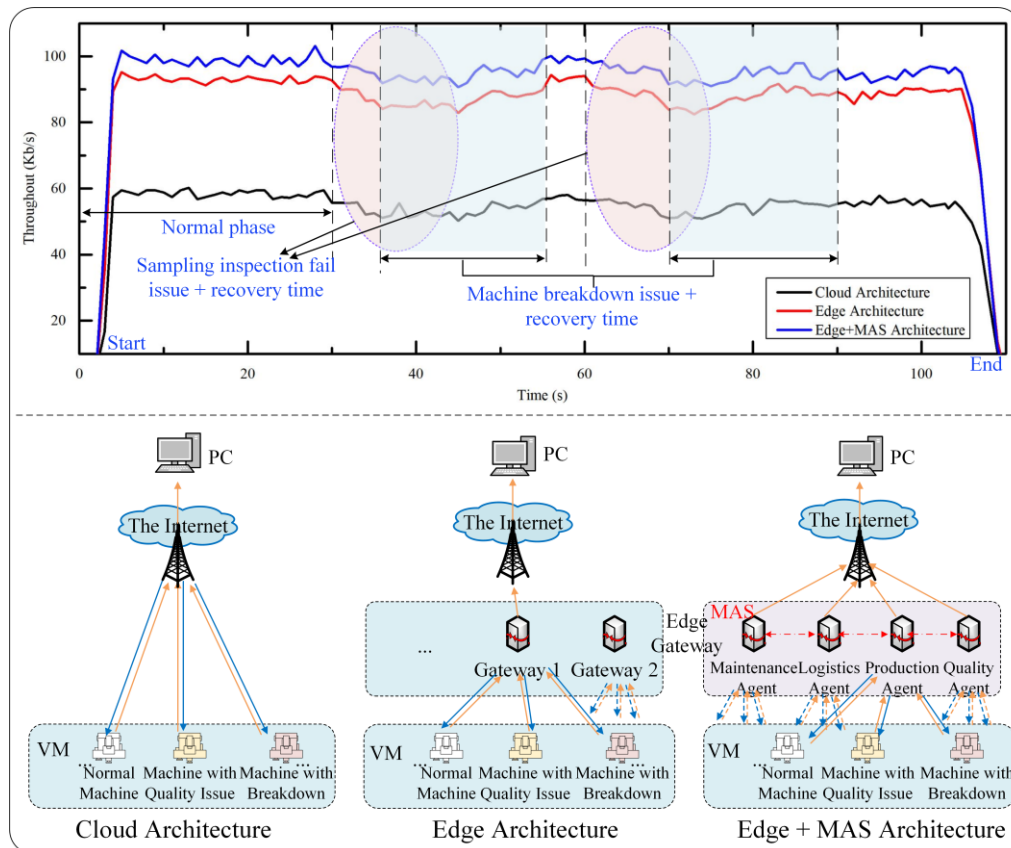 Throughout (Kb/s)
100
80
60
40
20
Normal phase
Sampling inspection fail
issue + recovery time
Machine breakdown issue +
recovery time
Cloud Architecture
Edge Architecture
Edge+MAS Architecture
Start
End
0
20
40
60
80
100
Time (s)
PC
The Internet
VM
...
Normal
Machine
Machine with
Quality Issue
...
Machine with
Breakdown
Cloud Architecture
PC
The Internet
...
Gateway 1
Gateway 2
Edge
Gateway
VM
...
Normal
Machine
Machine with
Quality Issue
...
Machine with
Breakdown
Edge Architecture
PC
The Internet
MAS
Maintenance
Agent
Logistics
Agent
Production
Agent
Quality
Agent
VM
...
Normal
Machine
Machine with
Quality Issue
...
Machine with
Breakdown
Edge + MAS Architecture